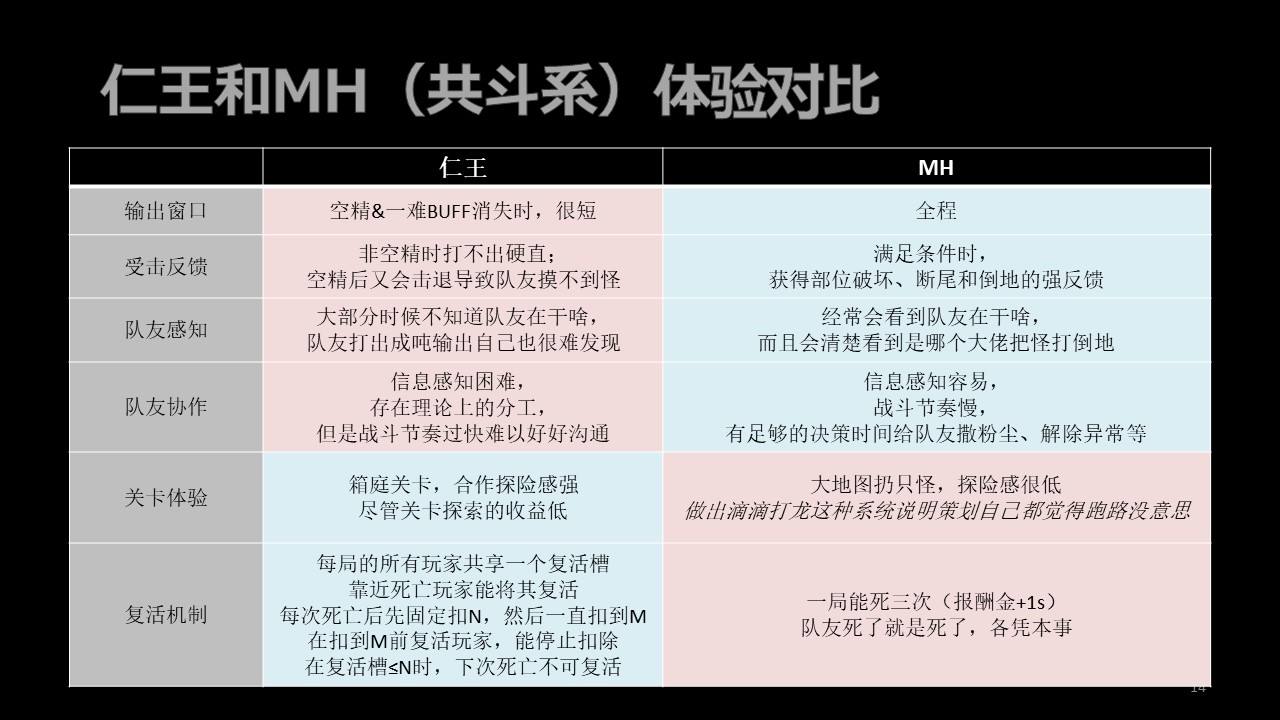 仁王和MH（共斗系）体验对比
仁王
MH
输出窗口
空精&一难BUFF消失时，很短
全程
受击反馈
非空精时打不出硬直；
空精后又会击退导致队友摸不到怪
满足条件时，
获得部位破坏、断尾和倒地的强反馈
队友感知
大部分时候不知道队友在干啥，
队友打出成吨输出自己也很难发现
经常会看到队友在干啥，
而且会清楚看到是哪个大佬把怪打倒地
队友协作
信息感知困难，
存在理论上的分工，
但是战斗节奏过快难以好好沟通
信息感知容易，
战斗节奏慢，
有足够的决策时间给队友撒粉尘、解除异常等
关卡体验
箱庭关卡，合作探险感强
尽管关卡探索的收益低
大地图扔只怪，探险感很低
做出滴滴打龙这种系统说明策划自己都觉得跑路没意思
复活机制
每局的所有玩家共享一个复活槽
靠近死亡玩家能将其复活
每次死亡后先固定扣N，然后一直扣到M
在扣到M前复活玩家，能停止扣除
在复活槽≤N时，下次死亡不可复活
一局能死三次（报酬金+1s）
队友死了就是死了，各凭本事
14